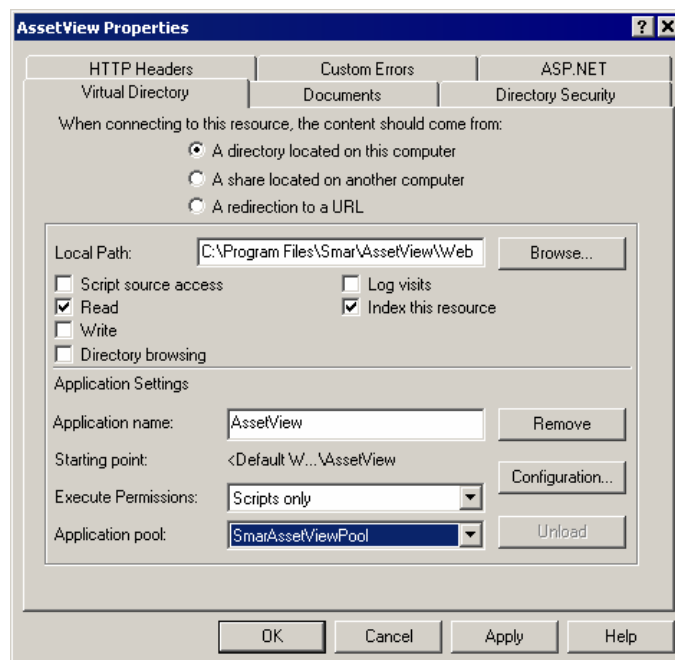 AssetView Properties
HTTP Headers Custom Errors ASP.NET
Virtual Directory Documents Directory Security
When connecting to this resource, the content should come from:
A directory located on this computer
A share located on another computer
A redirection to a URL
Local Path: C:\Program Files\Smar\AssetView\Web Browse...
Script source access Log visits
Read Index this resource
Write
Directory browsing
Application Settings
Application name: AssetView Remove
Starting point: <Default W...\AssetView
Configuration...
Execute Permissions: Scripts only
Application pool: SmarAssetViewPool Unload
OK Cancel Apply Help